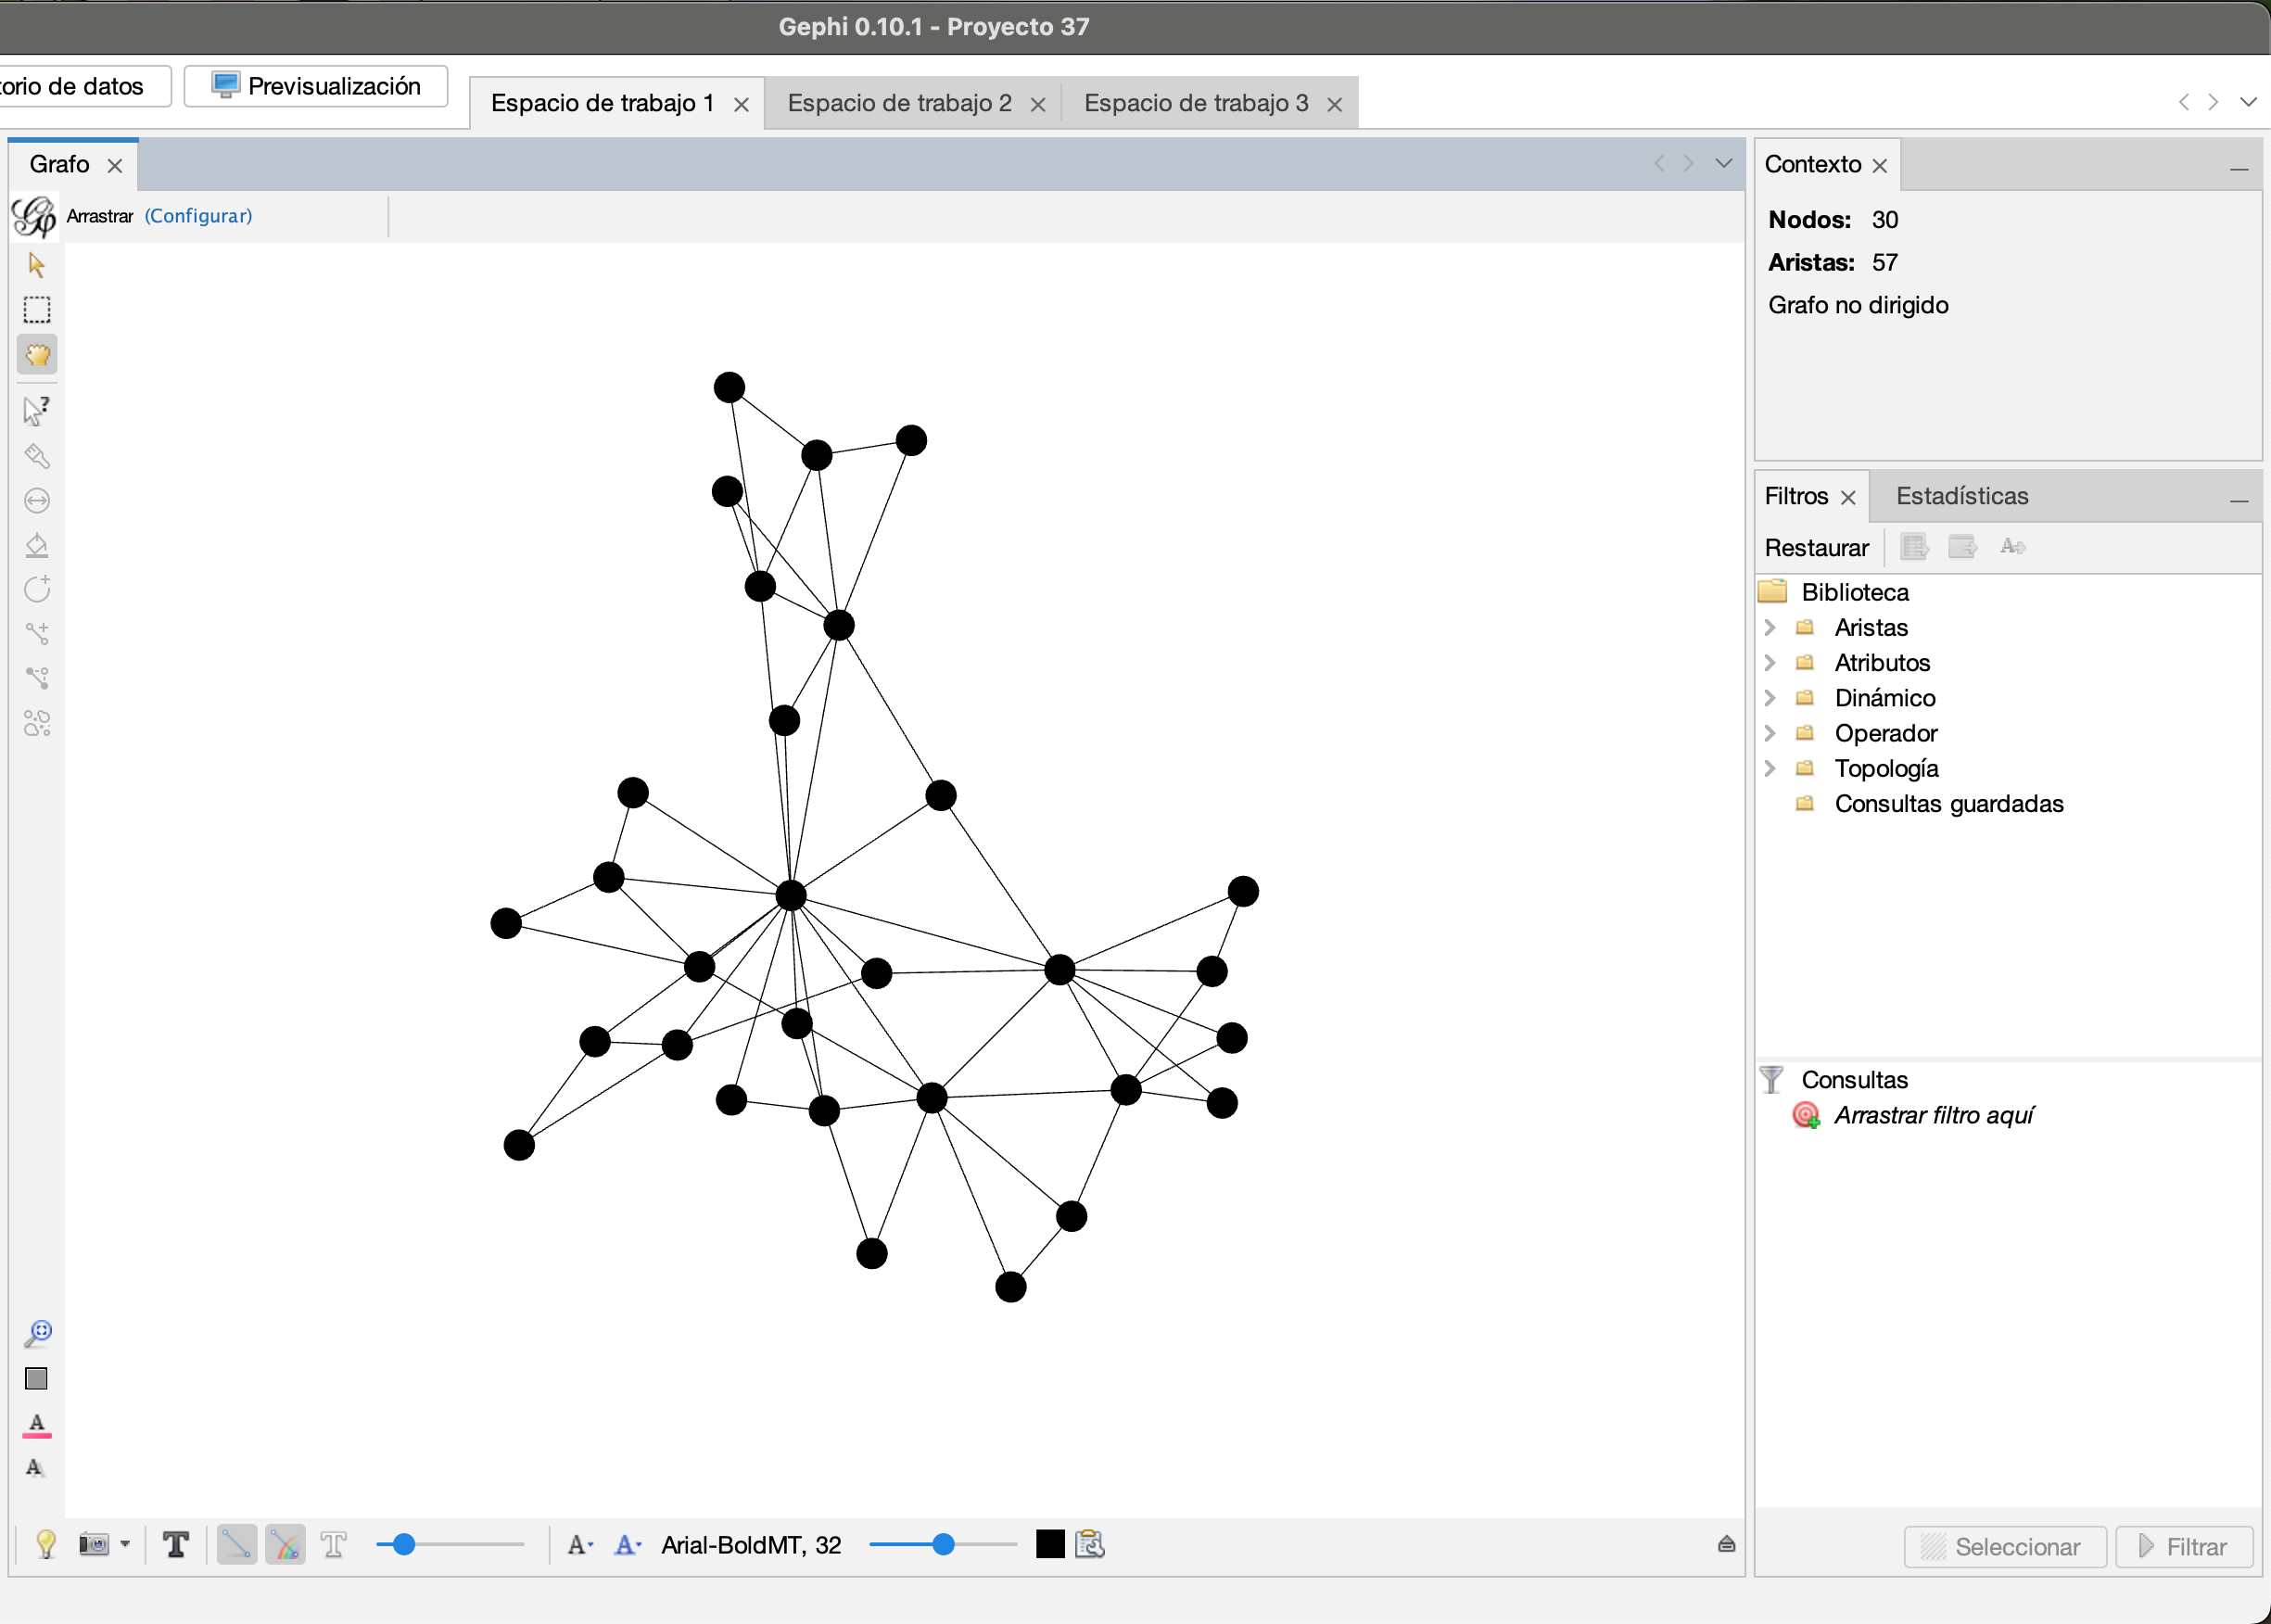 Gephi 0.10.1 - Proyecto 37
orio de datos
Previsualización
Espacio de trabajo 1
Espacio de trabajo 2
Espacio de trabajo 3
Grafo
Arrastrar (Configurar)
Contexto
Nodos: 30
Aristas: 57
Grafo no dirigido
Filtros
Estadísticas
Restaurar
Biblioteca
Aristas
Atributos
Dinámico
Operador
Topología
Consultas guardadas
Consultas
Arrastrar filtro aquí
Arial-BoldMT, 32
Seleccionar
Filtrar